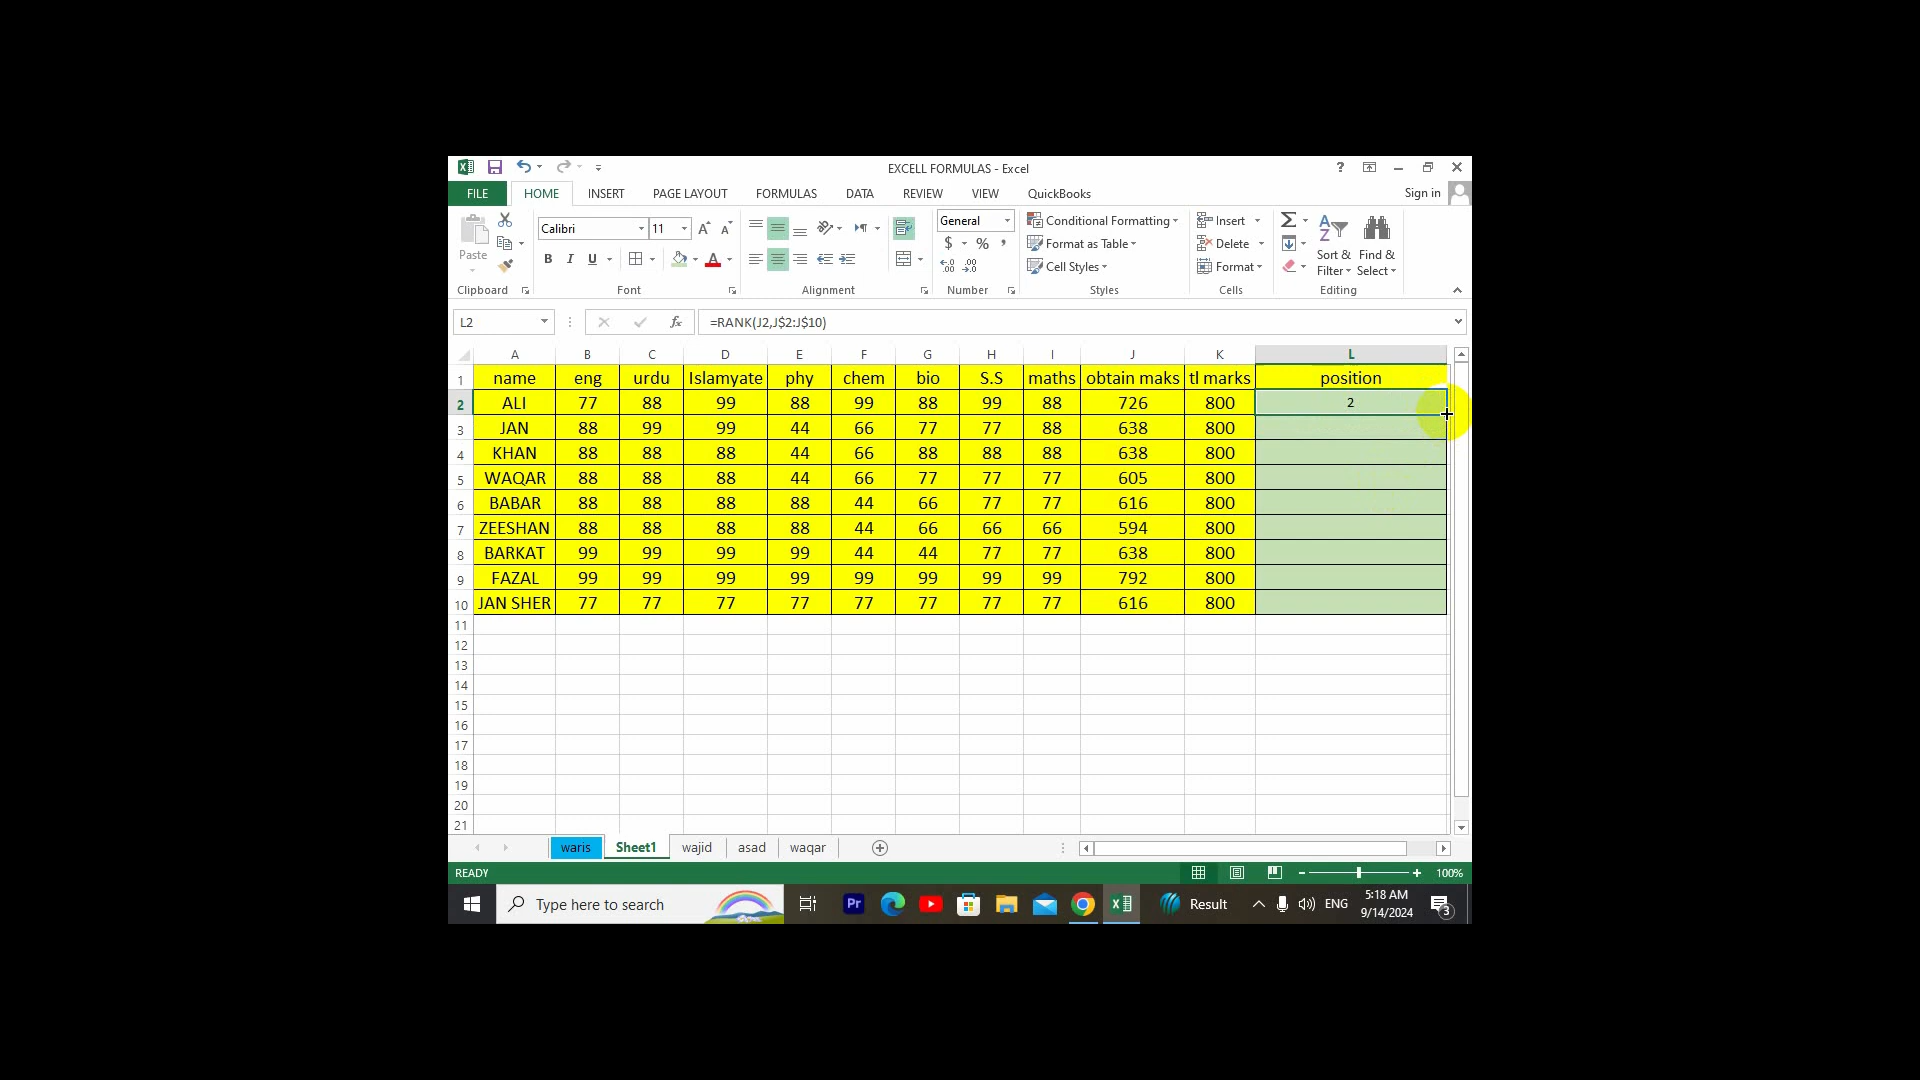 EXCELL FORMULAS - Excel
?
FILE HOME INSERT PAGE LAYOUT FORMULAS DATA REVIEW VIEW QuickBooks Sign in
Paste
Clipboard
Calibri 11
B I U
Font
Alignment
General
$ % ,
Number
Conditional Formatting
Format as Table
Cell Styles
Styles
Insert
Delete
Format
Cells
Sort & Filter
Find & Select
Editing
L2 fx =RANK(J2,J$2:J$10)
A B C D E F G H I J K L
1 name eng urdu Islamyate phy chem bio S.S maths obtain maks tl marks position
2 ALI 77 88 99 88 99 88 99 88 726 800 2
3 JAN 88 99 99 44 66 77 77 88 638 800
4 KHAN 88 88 88 44 66 88 88 88 638 800
5 WAQAR 88 88 88 44 66 77 77 77 605 800
6 BABAR 88 88 88 88 44 66 77 77 616 800
7 ZEESHAN 88 88 88 88 44 66 66 66 594 800
8 BARKAT 99 99 99 99 44 44 77 77 638 800
9 FAZAL 99 99 99 99 99 99 99 99 792 800
10 JAN SHER 77 77 77 77 77 77 77 77 616 800
11
12
13
14
15
16
17
18
19
20
21
waris Sheet1 wajid asad waqar
READY 100%
Type here to search Pr Result ENG 5:18 AM
9/14/2024 3